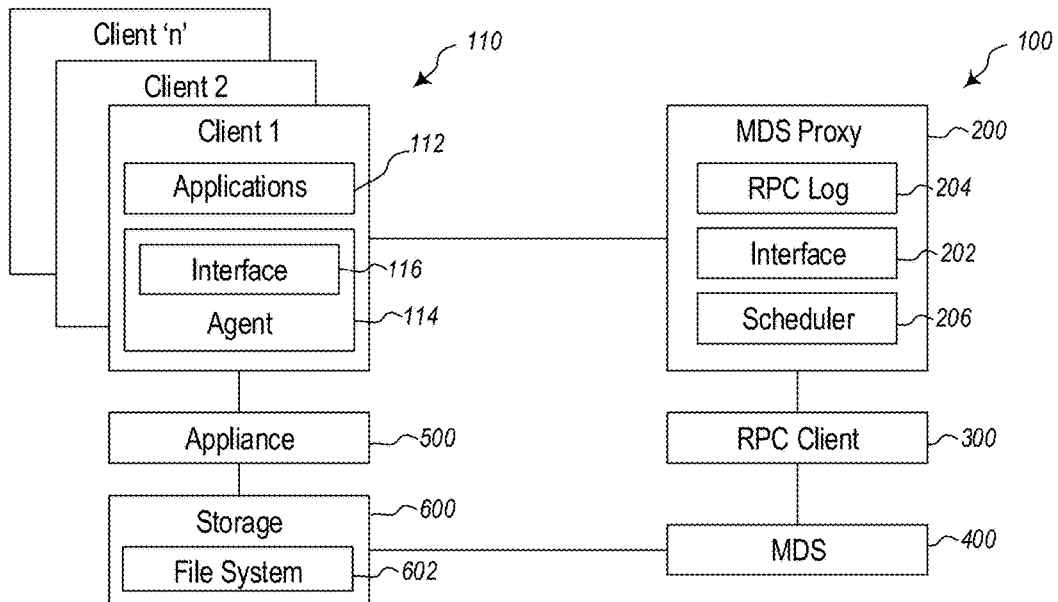 Client ‘n’
110
100
Client 2
Client 1
112
Applications
Interface
116
Agent
114
MDS Proxy
200
RPC Log
204
Interface
202
Scheduler
206
Appliance
500
RPC Client
300
Storage
600
File System
602
MDS
400